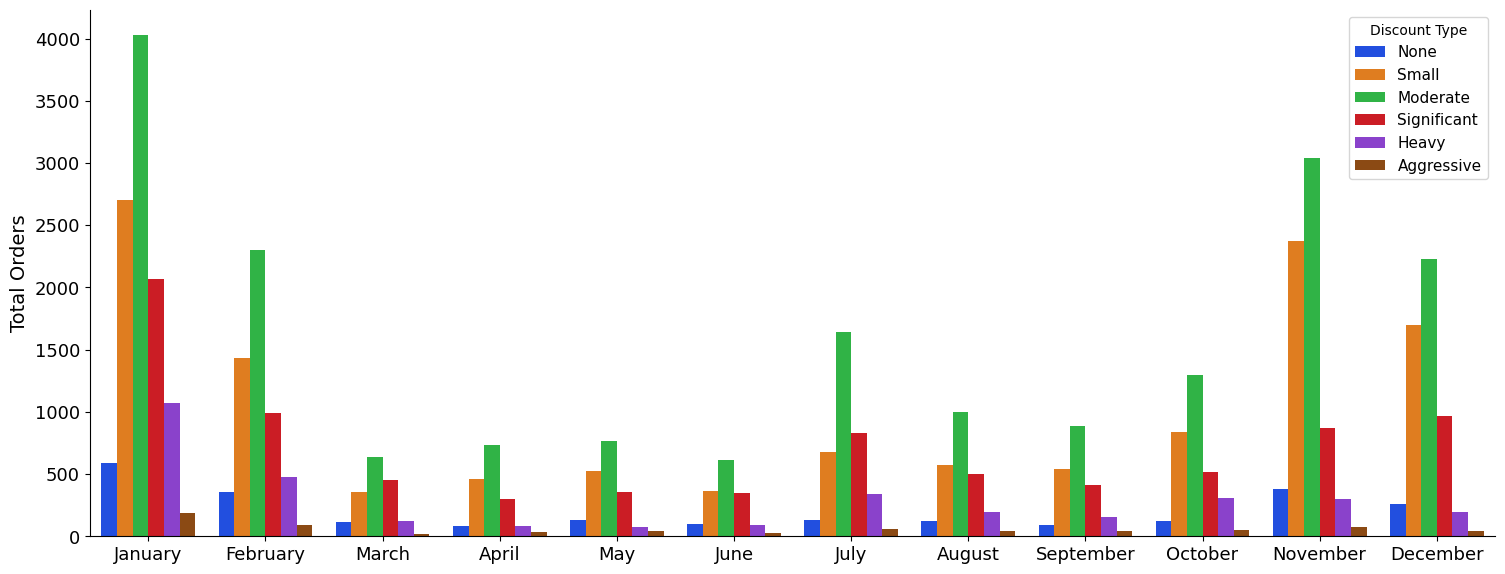 Total Orders
4000
3500
3000
2500
2000
1500
1000
500
0
January February March April May June July August September October November December
Discount Type
None
Small
Moderate
Significant
Heavy
Aggressive